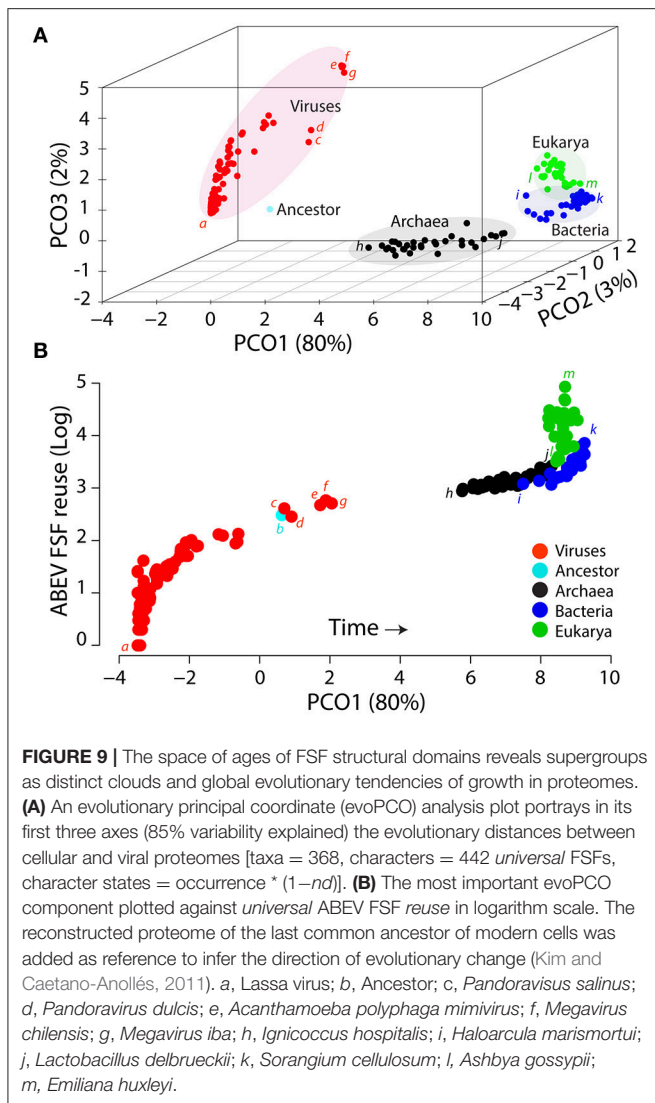 A
PCO3 (2%)
5
4
3
2
1
0
-1
-2
−4
−2
0
2
4
6
8
10
PCO1 (80%)
−4
−3
−2
−1
0
1
2
PCO2 (3%)
Viruses
Ancestor
Archaea
Eukarya
Bacteria
a
c
d
e
f
g
h
i
j
k
l
m
B
ABEV FSF reuse (Log)
5
4
3
2
1
0
−4
−2
0
2
4
6
8
10
PCO1 (80%)
Time →
a
b
c
d
e
f
g
h
i
j
l
k
m
Viruses
Ancestor
Archaea
Bacteria
Eukarya
FIGURE 9 | The space of ages of FSF structural domains reveals supergroups
as distinct clouds and global evolutionary tendencies of growth in proteomes.
(A) An evolutionary principal coordinate (evoPCO) analysis plot portrays in its
first three axes (85% variability explained) the evolutionary distances between
cellular and viral proteomes [taxa = 368, characters = 442 universal FSFs,
character states = occurrence * (1−nd)]. (B) The most important evoPCO
component plotted against universal ABEV FSF reuse in logarithm scale. The
reconstructed proteome of the last common ancestor of modern cells was
added as reference to infer the direction of evolutionary change (Kim and
Caetano-Anollés, 2011). a, Lassa virus; b, Ancestor; c, Pandoravisus salinus;
d, Pandoravirus dulcis; e, Acanthamoeba polyphaga mimivirus; f, Megavirus
chilensis; g, Megavirus iba; h, Ignicoccus hospitalis; i, Haloarcula marismortui;
j, Lactobacillus delbrueckii; k, Sorangium cellulosum; l, Ashbya gossypii;
m, Emiliana huxleyi.